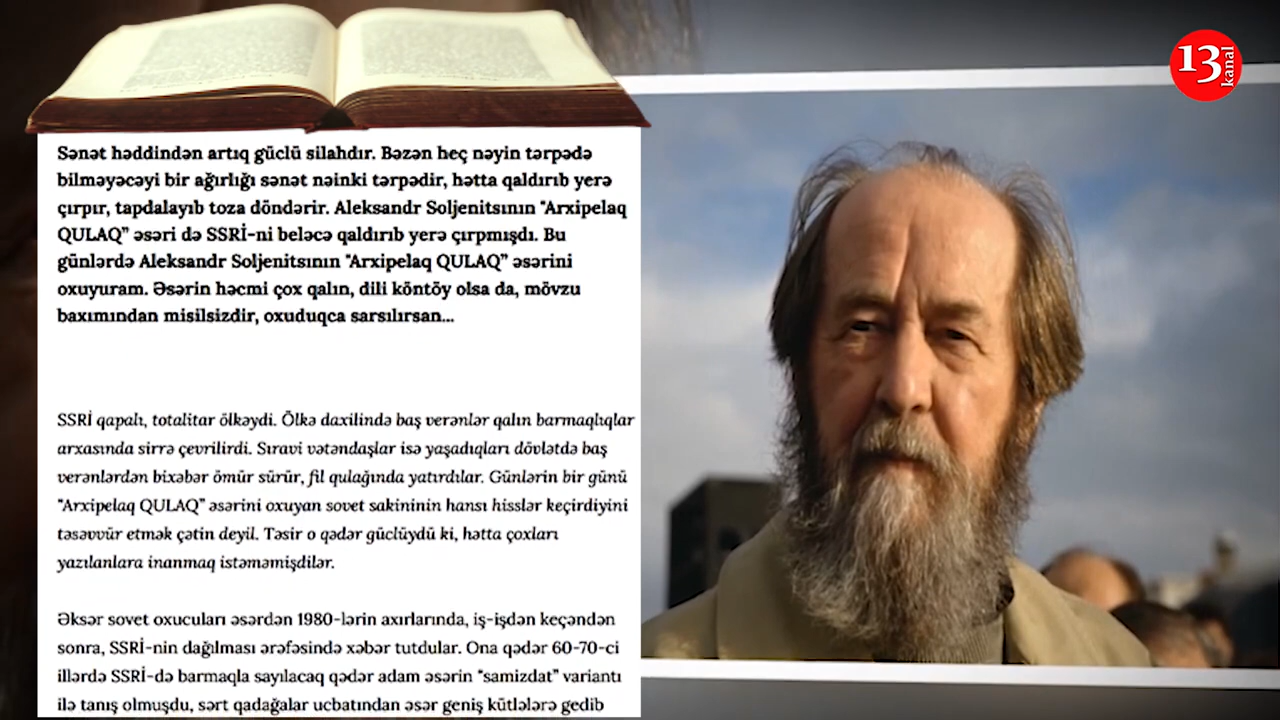 13
kanal
Sənət həddindən artıq güclü silahdır. Bəzən heç nəyin tərpədə
bilməyəcəyi bir ağırlığı sənət nəinki tərpədir, hətta qaldırıb yerə
çırpır, tapdalayıb toza döndərir. Aleksandr Soljenitsının "Arxipelaq
QULAQ” əsəri də SSRİ-ni beləcə qaldırıb yerə çırpmışdı. Bu
günlərdə Aleksandr Soljenitsının "Arxipelaq QULAQ” əsərini
oxuyuram. Əsərin həcmi çox qalın, dili köntöy olsa da, mövzu
baxımından misilsizdir, oxuduqca sarsılırsan...
SSRİ qapalı, totalitar ölkəydi. Ölkə daxilində baş verənlər qalın barmaqlıqlar
arxasında sirrə çevrilirdi. Sıravi vətəndaşlar isə yaşadıqları dövlətdə baş
verənlərdən bixəbər ömür sürür, fil qulağında yatırdılar. Günlərin bir günü
"Arxipelaq QULAQ” əsərini oxuyan sovet sakininin hansı hisslər keçirdiyini
təsəvvür etmək çətin deyil. Təsir o qədər güclüydü ki, hətta çoxları
yazılanlara inanmaq istəməmişdilər.
Əksər sovet oxucuları əsərdən 1980-lərin axırlarında, iş-işdən keçəndən
sonra, SSRİ-nin dağılması ərəfəsində xəbər tutdular. Ona qədər 60-70-ci
illərdə SSRİ-də barmaqla sayılacaq qədər adam əsərin "samizdat” variantı
ilə tanış olmuşdu, sərt qadağalar ucbatından əsər geniş kütlələrə gedib